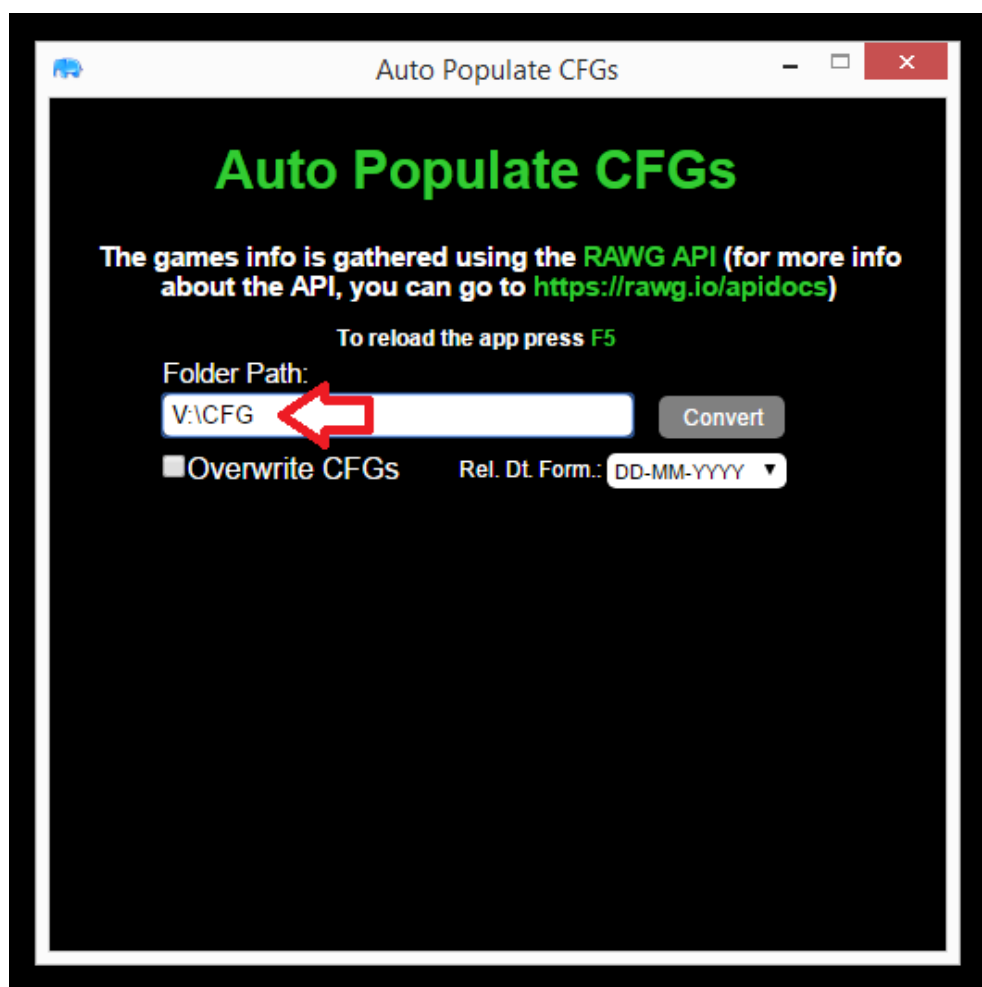 Auto Populate CFGs
Auto Populate CFGs
The games info is gathered using the RAWG API (for more info
about the API, you can go to https://rawg.io/apidocs)
To reload the app press F5
Folder Path:
V:\CFG
Convert
Overwrite CFGs
Rel. Dt. Form.: DD-MM-YYYY